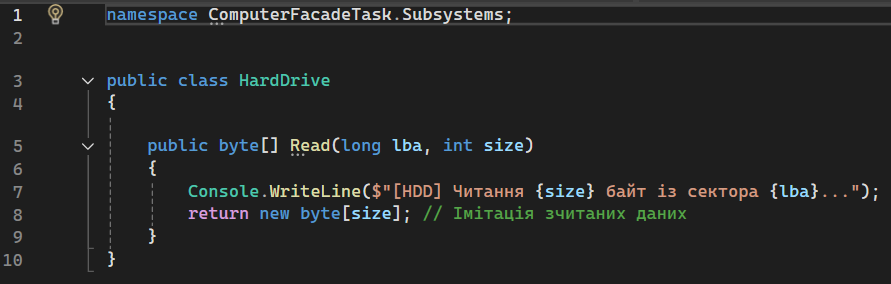 1 namespace ComputerFacadeTask.Subsystems;
2
3 public class HardDrive
4 {
5 public byte[] Read(long lba, int size)
6 {
7 Console.WriteLine($"[HDD] Читання {size} байт із сектора {lba}...");
8 return new byte[size]; // Імітація зчитаних даних
9 }
10 }